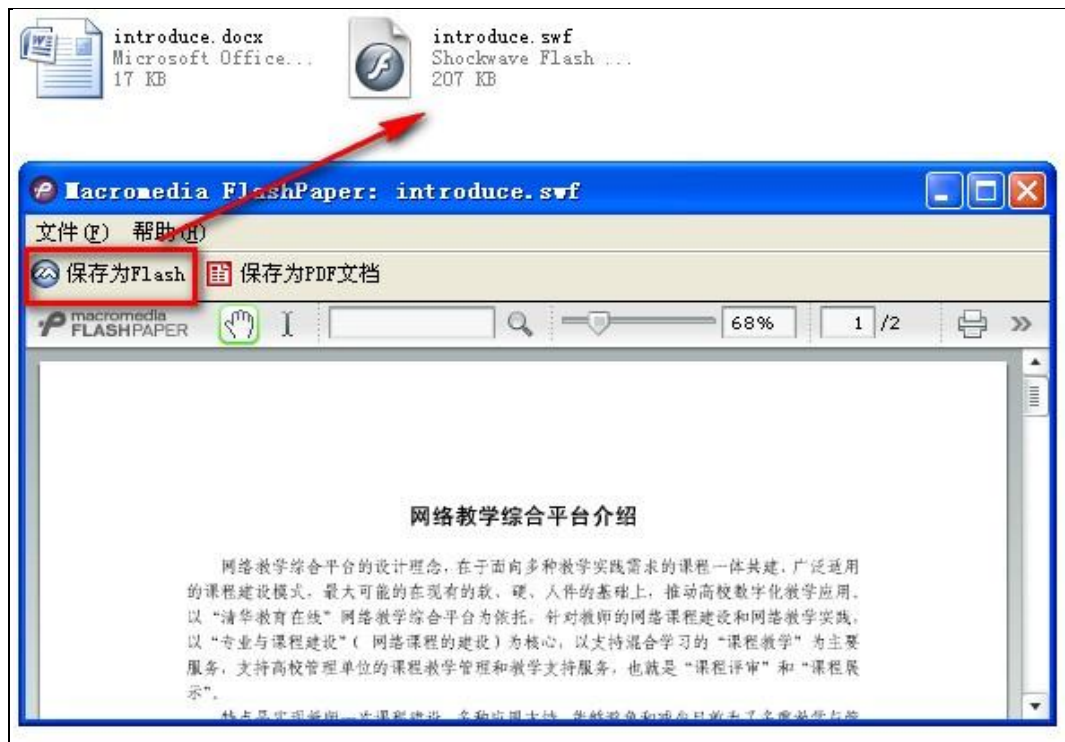 introduce.docx
Microsoft Office...
17 KB
introduce.swf
Shockwave Flash ...
207 KB
Macromedia FlashPaper: introduce.swf
文件(F) 帮助(H)
保存为Flash 保存为PDF文档
macromedia
FLASHPAPER
68% 1 /2
网络教学综合平台介绍
网络教学综合平台的设计理念，在于面向多种教学实践需求的课程一体共建，广泛适用
的课程建设模式，最大可能的在现有的软、硬、人件的基础上，推动高校数字化教学应用。
以“清华教育在线”网络教学综合平台为依托，针对教师的网络课程建设和网络教学实践，
以“专业与课程建设”（ 网络课程的建设）为核心，以支持混合学习的“课程教学”为主要
服务，支持高校管理单位的课程教学管理和教学支持服务，也就是“课程评审”和“课程展
示”。